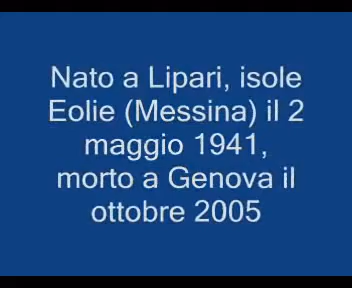 Nato a Lipari, isole
Eolie (Messina) il 2
maggio 1941,
morto a Genova il
ottobre 2005